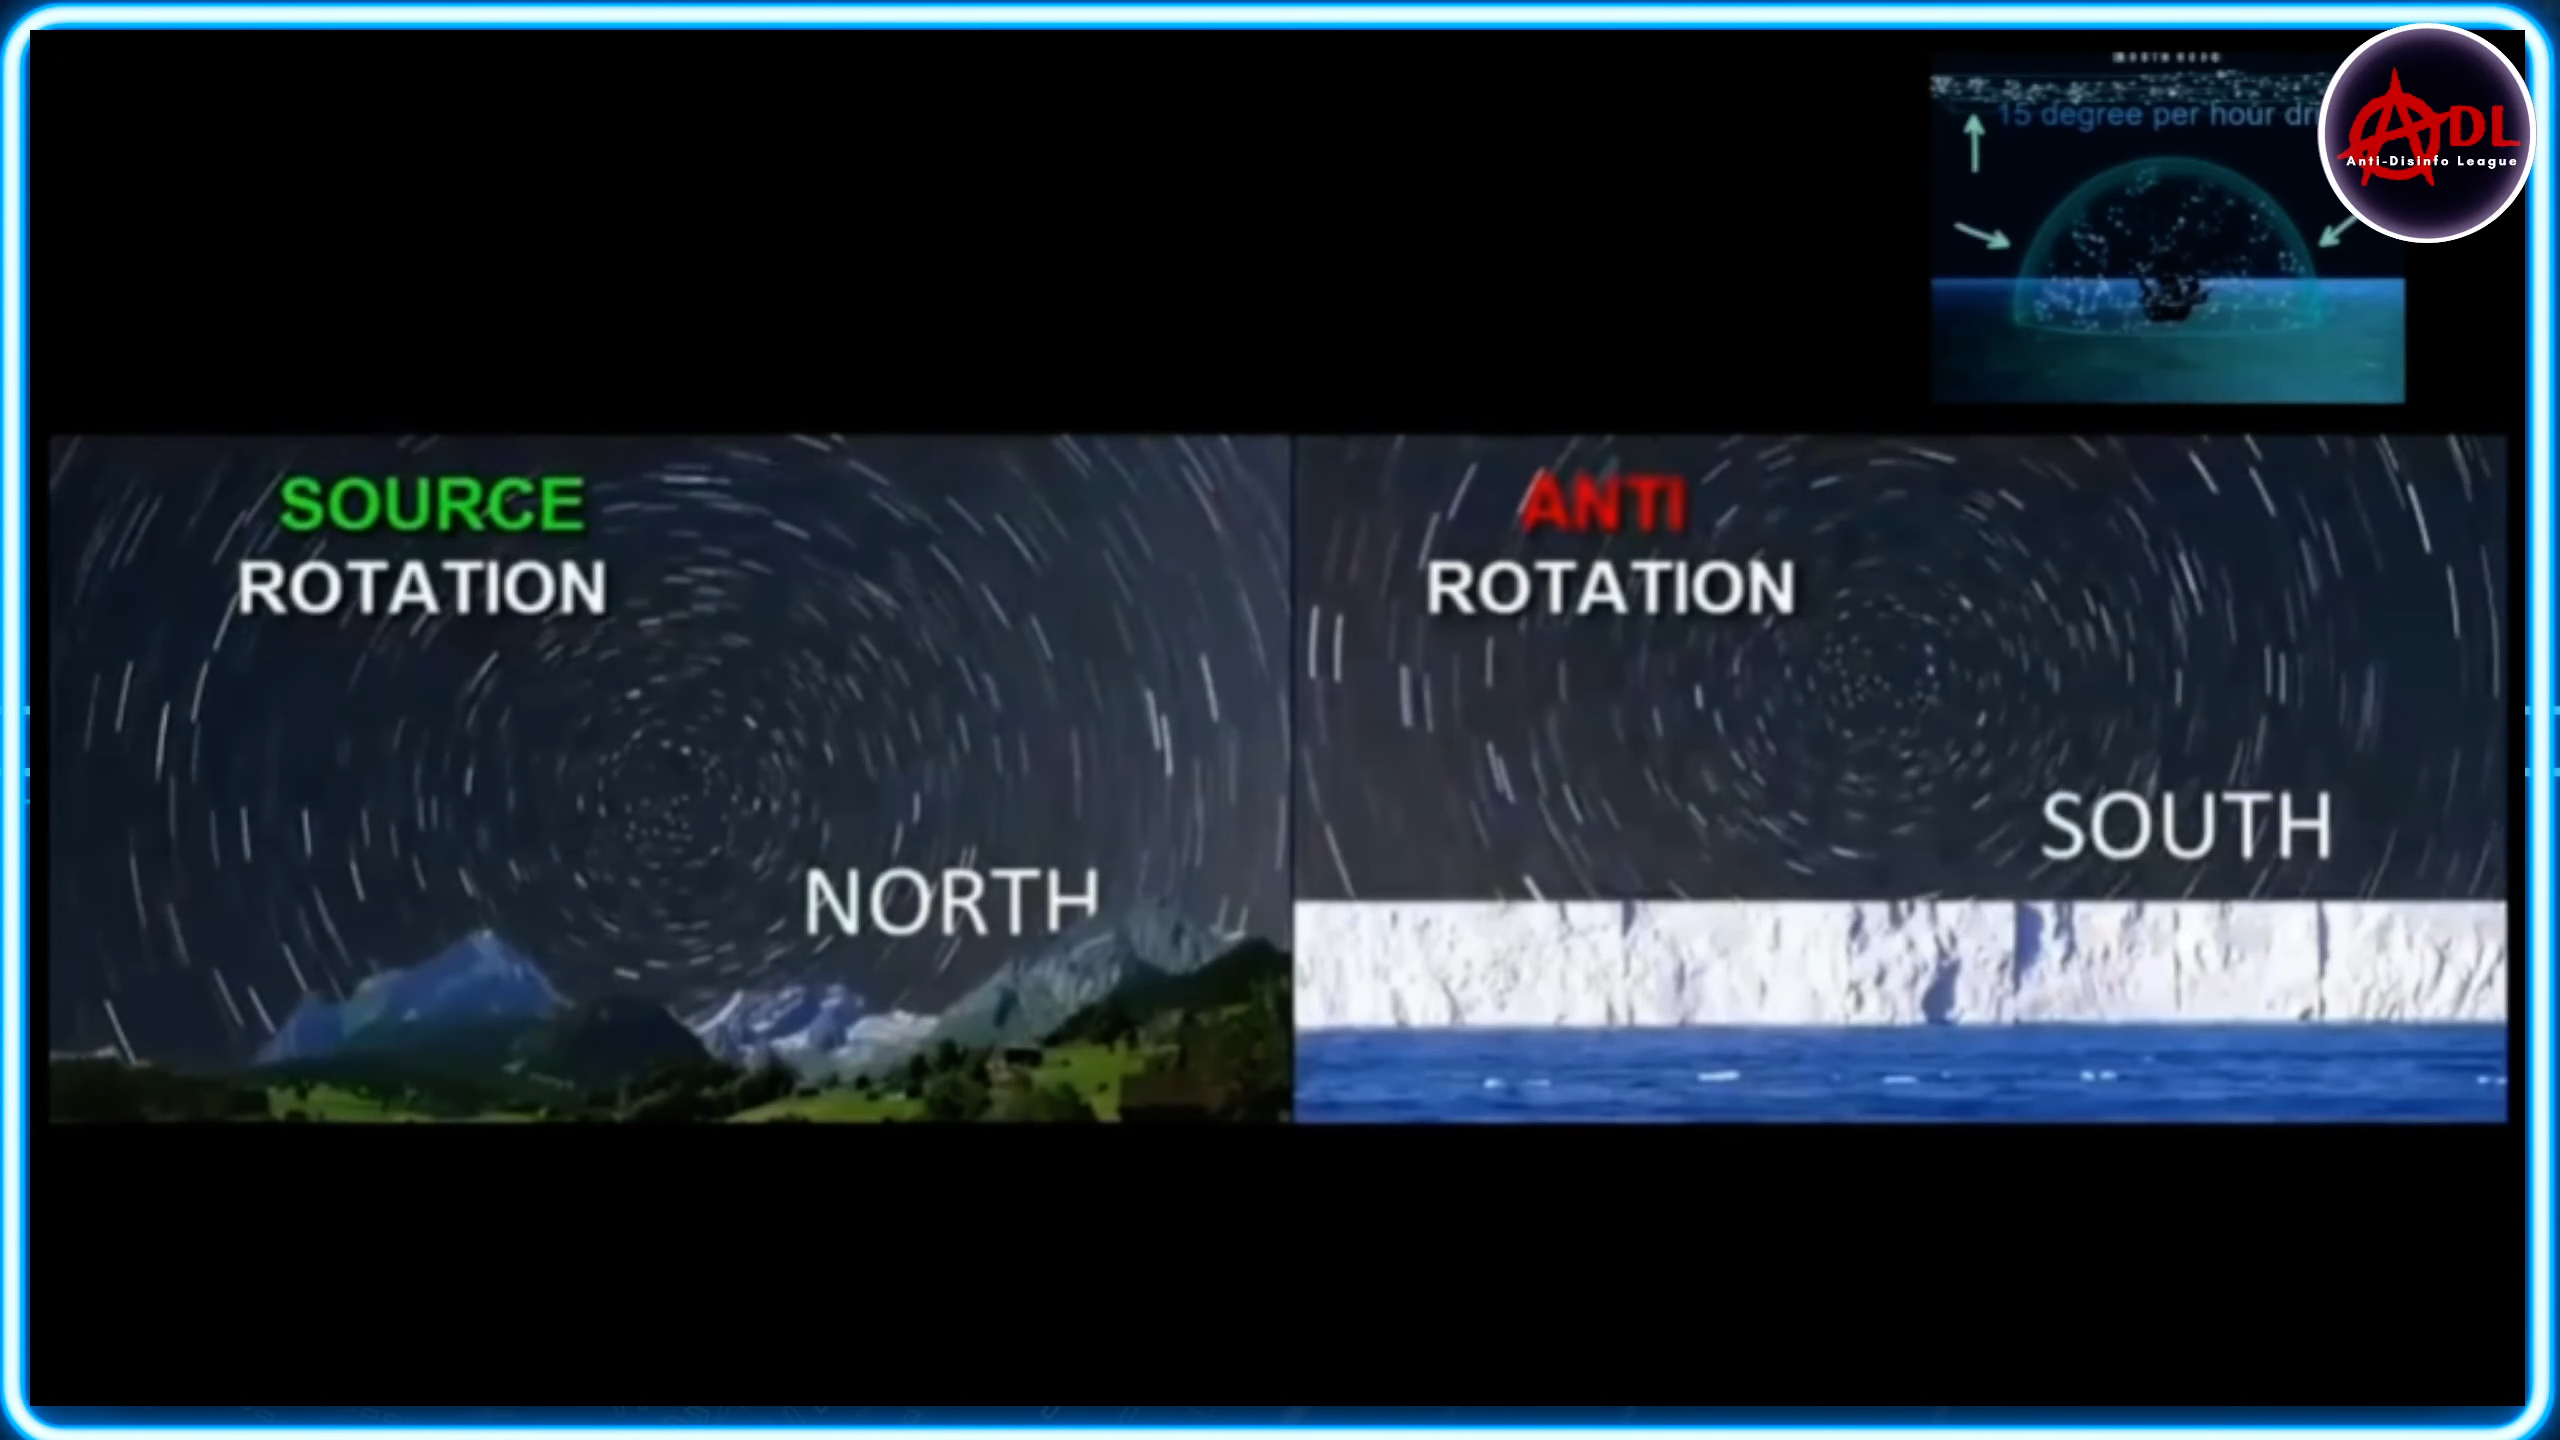 15 degree per hour
ADL
Anti-Disinfo League
SOURCE
ROTATION
NORTH
ANTI
ROTATION
SOUTH